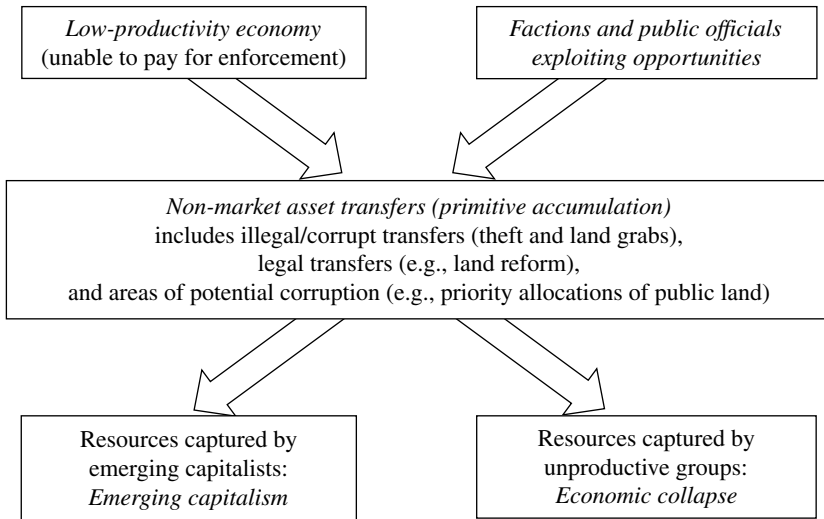 Low-productivity economy
(unable to pay for enforcement)
Factions and public officials
exploiting opportunities
Non-market asset transfers (primitive accumulation)
includes illegal/corrupt transfers (theft and land grabs),
legal transfers (e.g., land reform),
and areas of potential corruption (e.g., priority allocations of public land)
Resources captured by
emerging capitalists:
Emerging capitalism
Resources captured by
unproductive groups:
Economic collapse